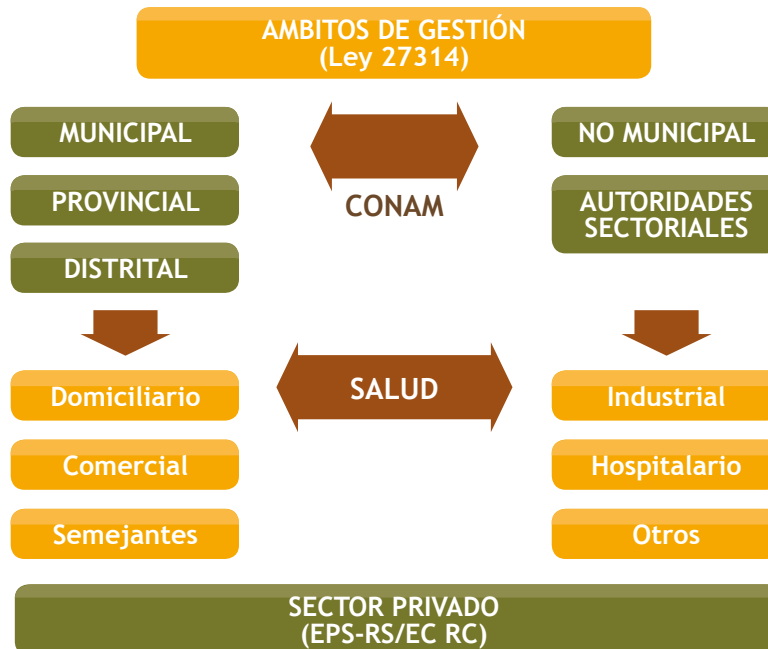 AMBITOS DE GESTIÓN
(Ley 27314)
MUNICIPAL
PROVINCIAL
DISTRITAL
CONAM
NO MUNICIPAL
AUTORIDADES
SECTORIALES
SALUD
Domiciliario
Comercial
Semejantes
Industrial
Hospitalario
Otros
SECTOR PRIVADO
(EPS-RS/EC RC)